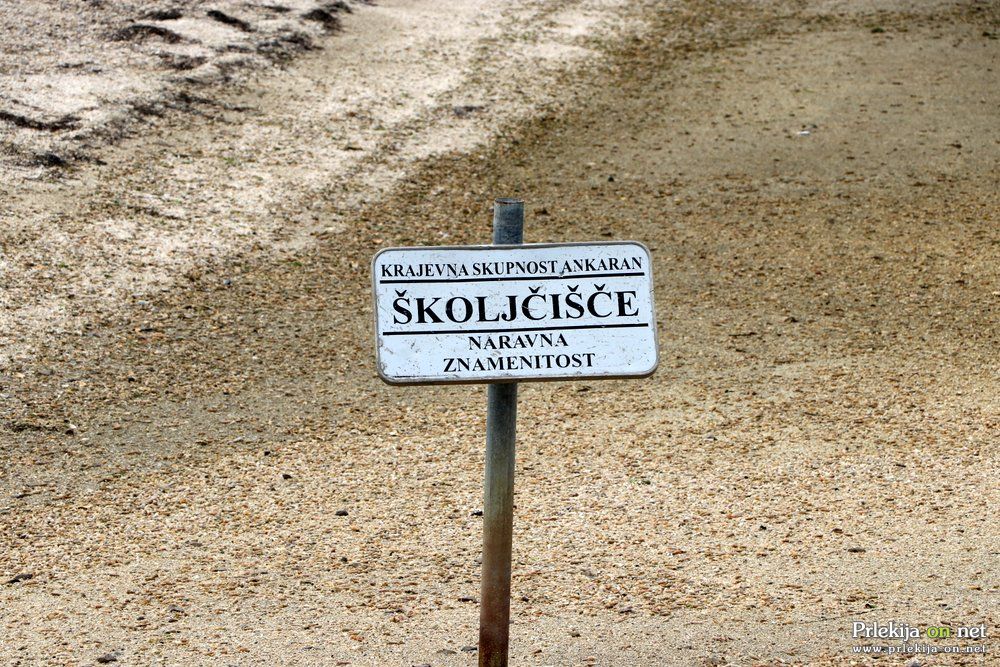 KRAJEVNA SKUPNOST ANKARAN
ŠKOLJČIŠČE
NARAVNA
ZNAMENITOST
Prlekija-on.net
www.prlekija-on.net